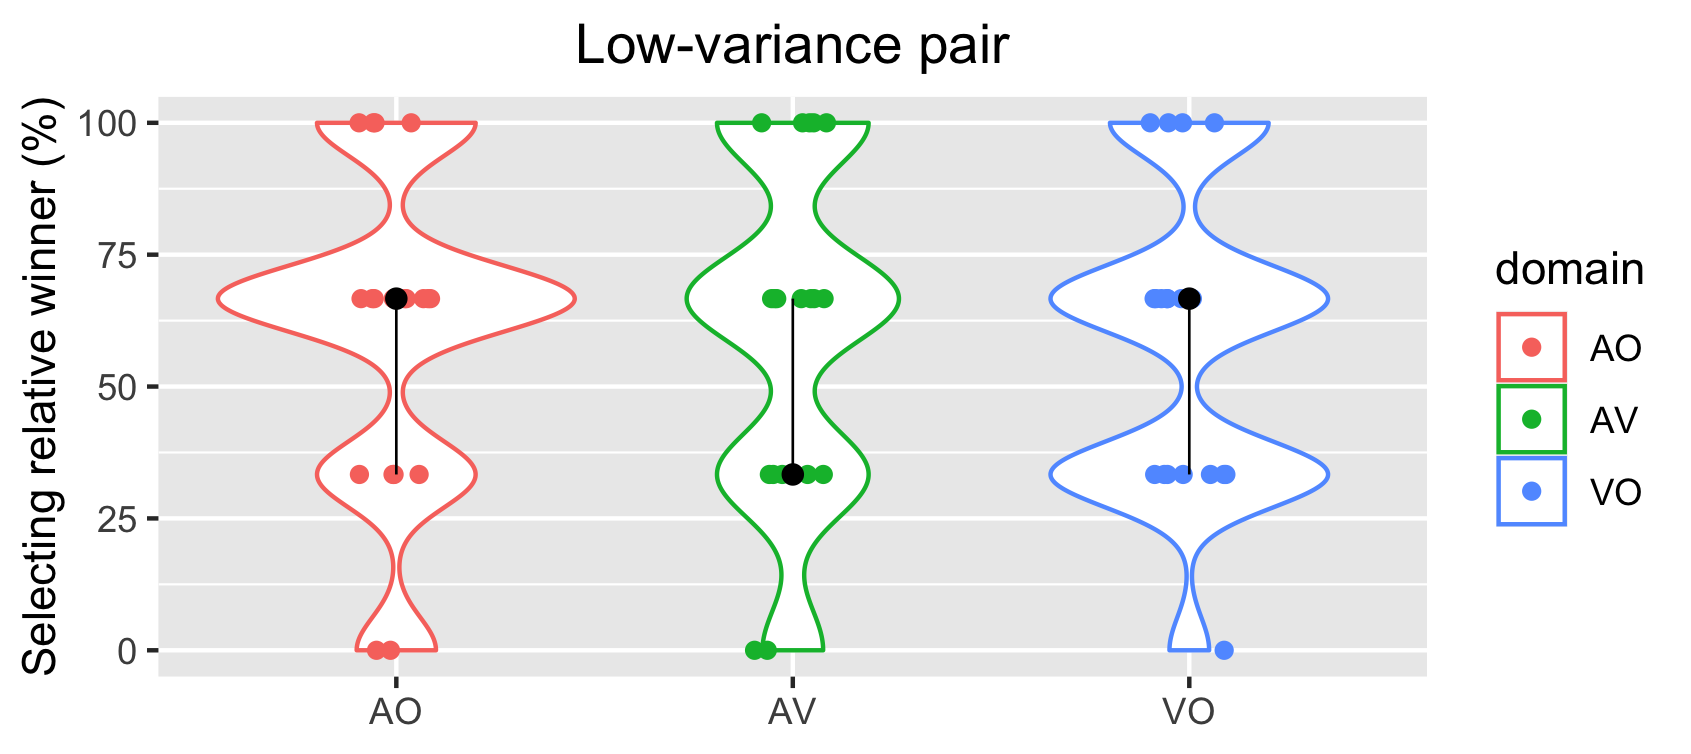 Low-variance pair
Selecting relative winner (%)
100
75
50
25
0
AO
AV
VO
domain
AO
AV
VO